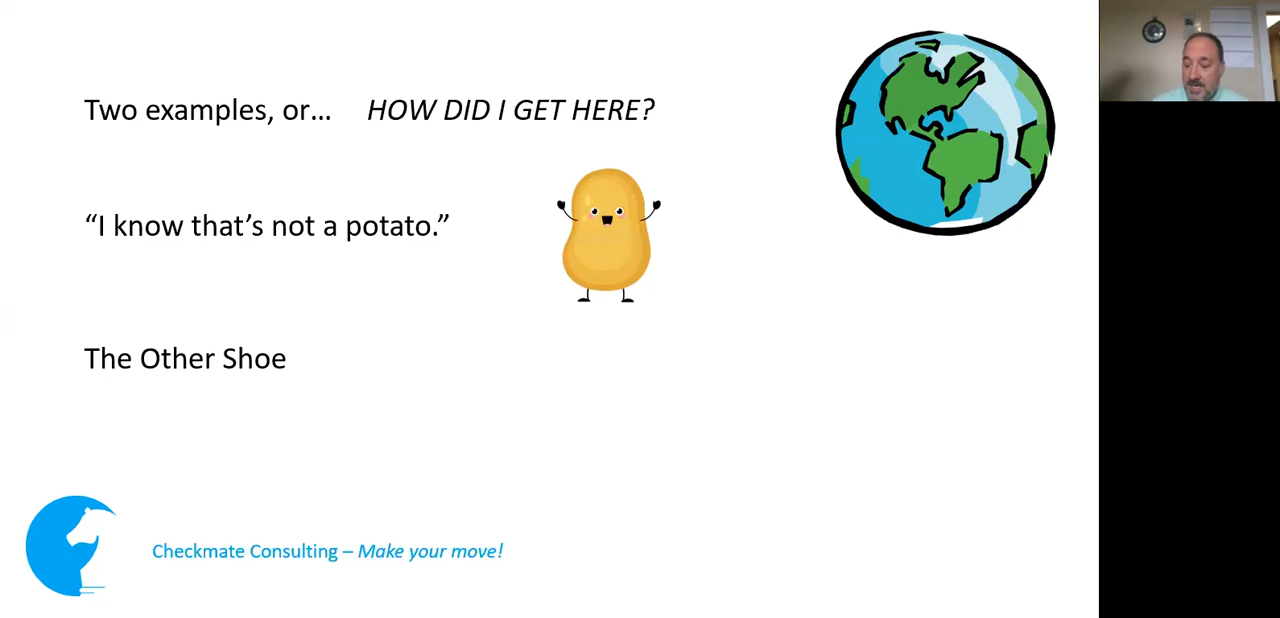 Two examples, or… HOW DID I GET HERE?
“I know that’s not a potato.”
The Other Shoe
Checkmate Consulting – Make your move!